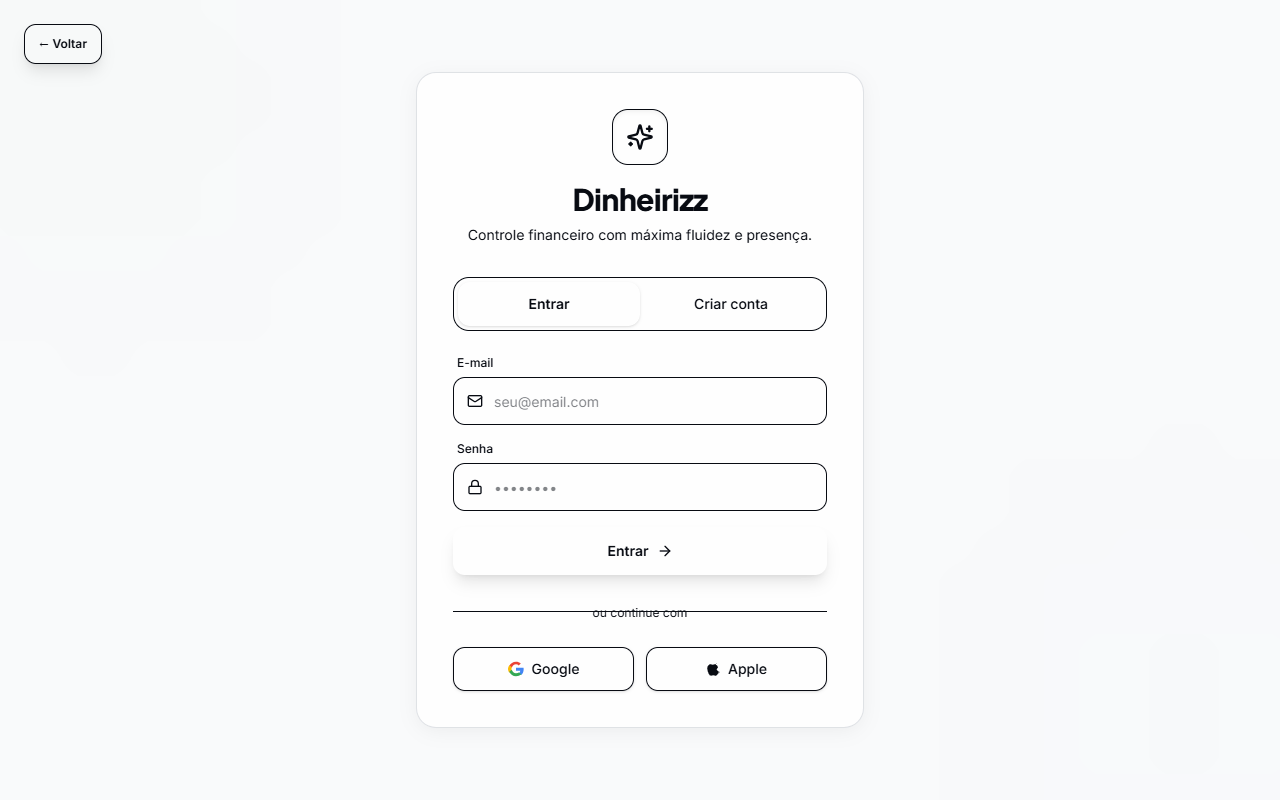 ← Voltar
Dinheirizz
Controle financeiro com máxima fluidez e presença.
Entrar
Criar conta
E-mail
seu@email.com
Senha
••••••••
Entrar →
ou continue com
Google
Apple